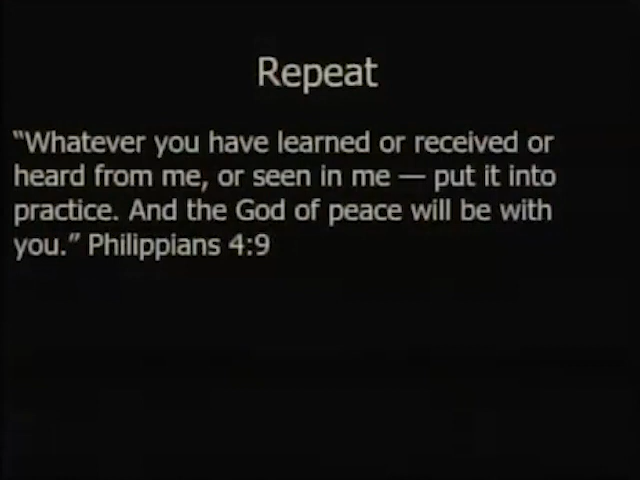 Repeat
“Whatever you have learned or received or
heard from me, or seen in me — put it into
practice. And the God of peace will be with
you.” Philippians 4:9